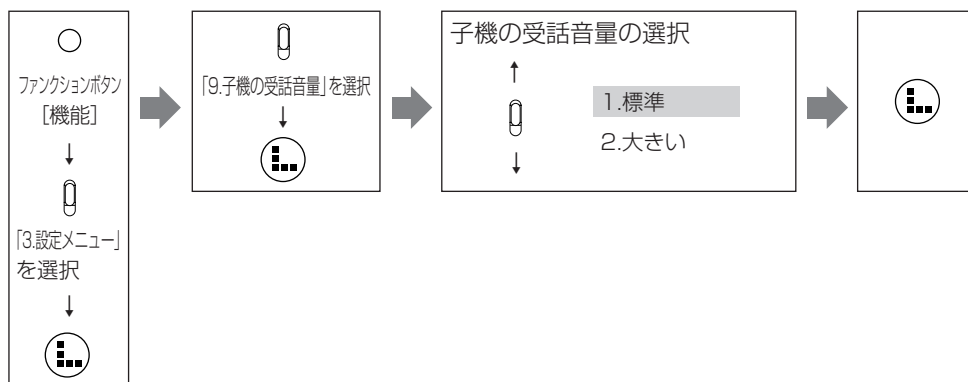 ファンクションボタン
［機能］
↓
「3.設定メニュー」
を選択
↓
「9.子機の受話音量」を選択
↓
子機の受話音量の選択
↑
1.標準
2.大きい
↓